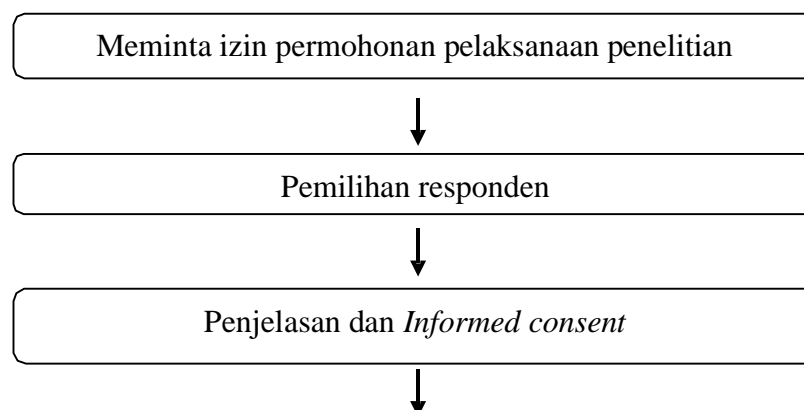 Meminta izin permohonan pelaksanaan penelitian
Pemilihan responden
Penjelasan dan Informed consent